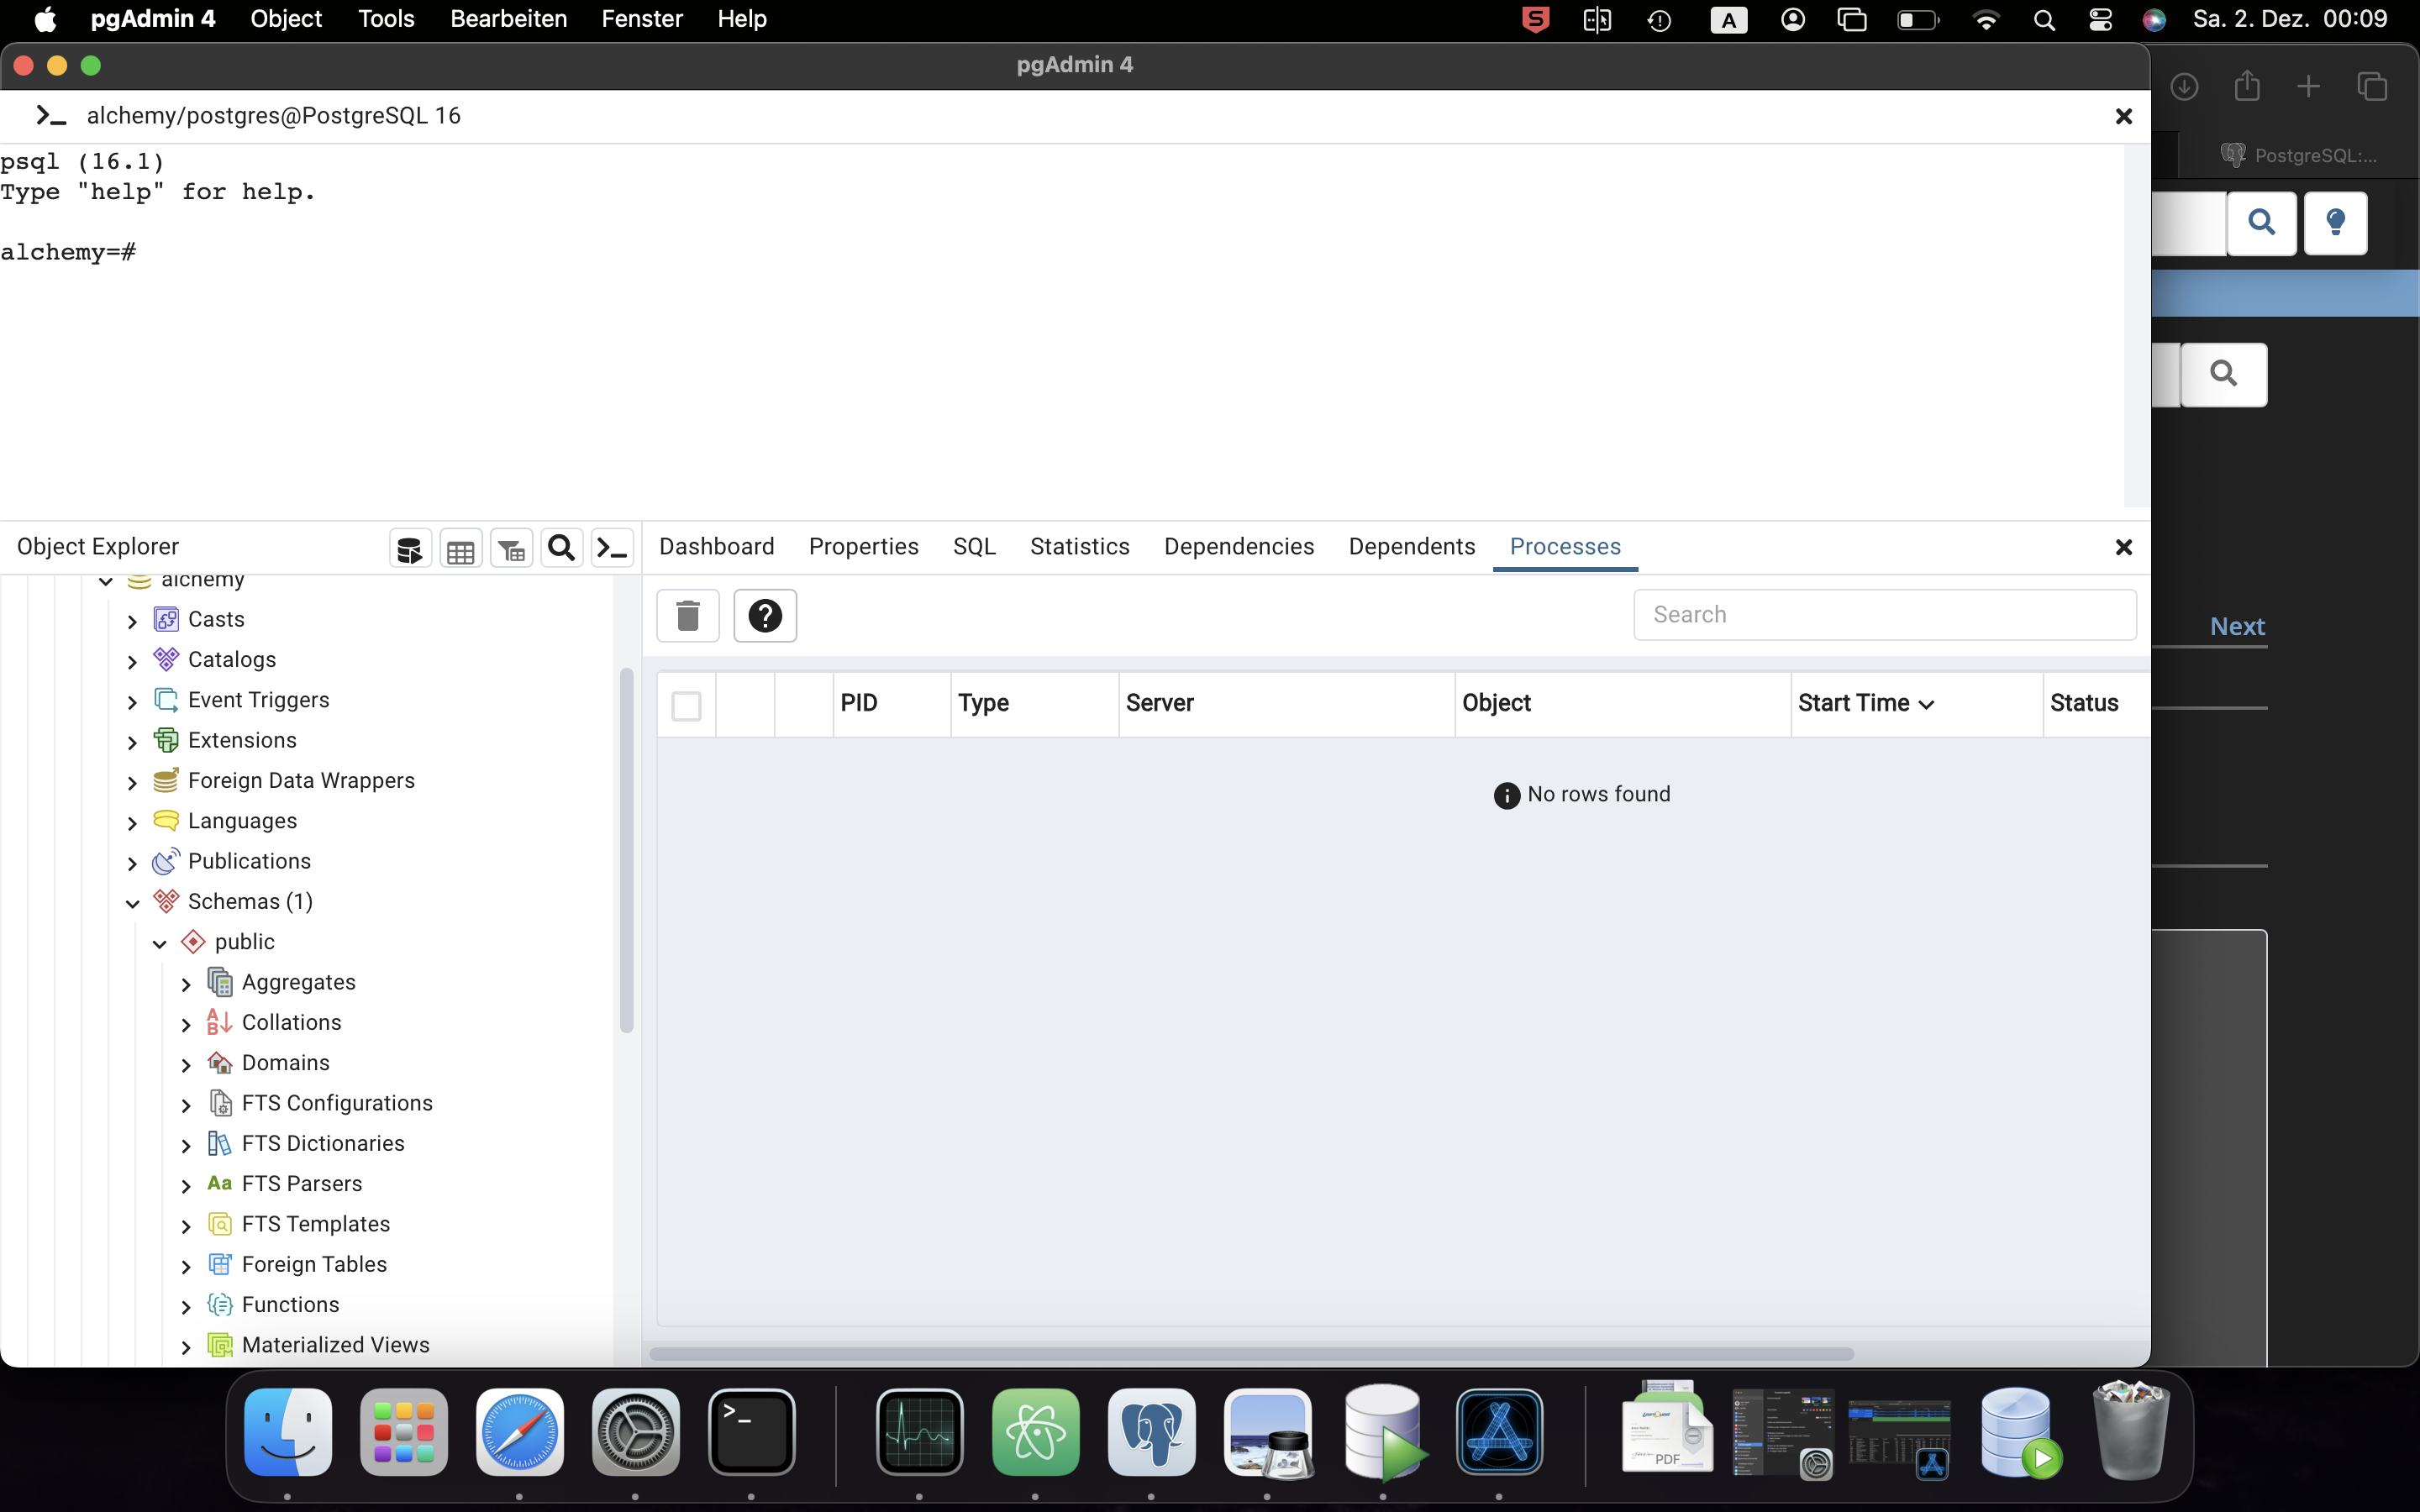 pgAdmin 4 Object Tools Bearbeiten Fenster Help A Sa. 2. Dez. 00:09
pgAdmin 4
alchemy/postgres@PostgreSQL 16
PostgreSQL:...
psql (16.1)
Type "help" for help.
alchemy=#
Object Explorer
Dashboard Properties SQL Statistics Dependencies Dependents Processes
alchemy
Casts
Catalogs
Event Triggers
Extensions
Foreign Data Wrappers
Languages
Publications
Schemas (1)
public
Aggregates
Collations
Domains
FTS Configurations
FTS Dictionaries
Aa FTS Parsers
FTS Templates
Foreign Tables
Functions
Materialized Views
Search
Next
PID Type Server Object Start Time Status
No rows found
PDF